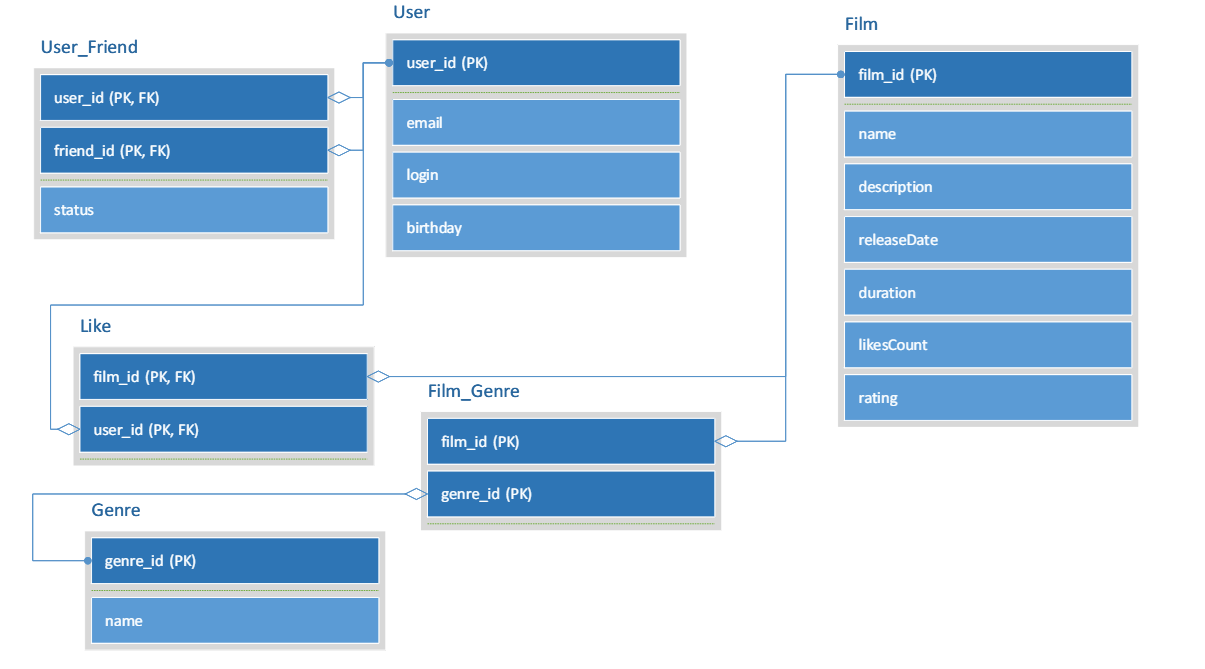 User_Friend
user_id (PK, FK)
friend_id (PK, FK)
status
User
user_id (PK)
email
login
birthday
Film
film_id (PK)
name
description
releaseDate
duration
likesCount
rating
Like
film_id (PK, FK)
user_id (PK, FK)
Film_Genre
film_id (PK)
genre_id (PK)
Genre
genre_id (PK)
name